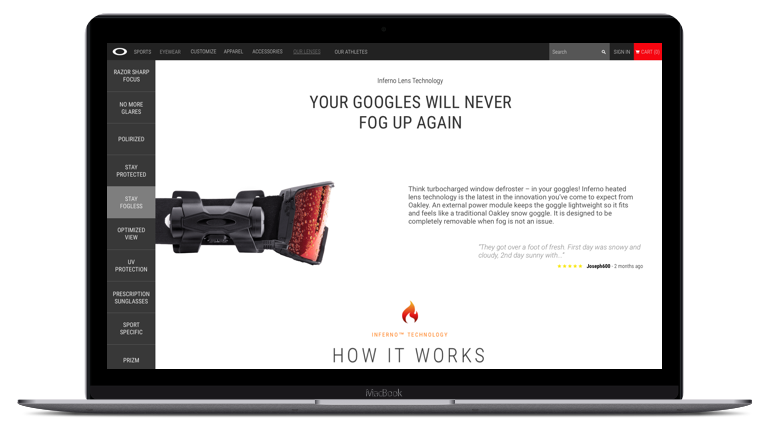 SPORTS
EYEWEAR
CUSTOMIZE
APPAREL
ACCESSORIES
OUR LENSES
OUR ATHLETES
Search
SIGN IN
CART (0)
RAZOR SHARP
FOCUS
NO MORE
GLARES
POLIRIZED
STAY
PROTECTED
STAY
FOGLESS
OPTIMIZED
VIEW
UV
PROTECTION
PRESCRIPTION
SUNGLASSES
SPORT
SPECIFIC
PRIZM
Inferno Lens Technology
YOUR GOOGLES WILL NEVER
FOG UP AGAIN
Think turbocharged window defroster – in your goggles! Inferno heated
lens technology is the latest in the innovation you've come to expect from
Oakley. An external power module keeps the goggle lightweight so it fits
and feels like a traditional Oakley snow goggle. It is designed to be
completely removable when fog is not an issue.
"They got over a foot of fresh. First day was snowy and
cloudy. 2nd day sunny with..."
★★★★★ Joseph698 - 2 months ago
INFERNO™ TECHNOLOGY
HOW IT WORKS
MacBook